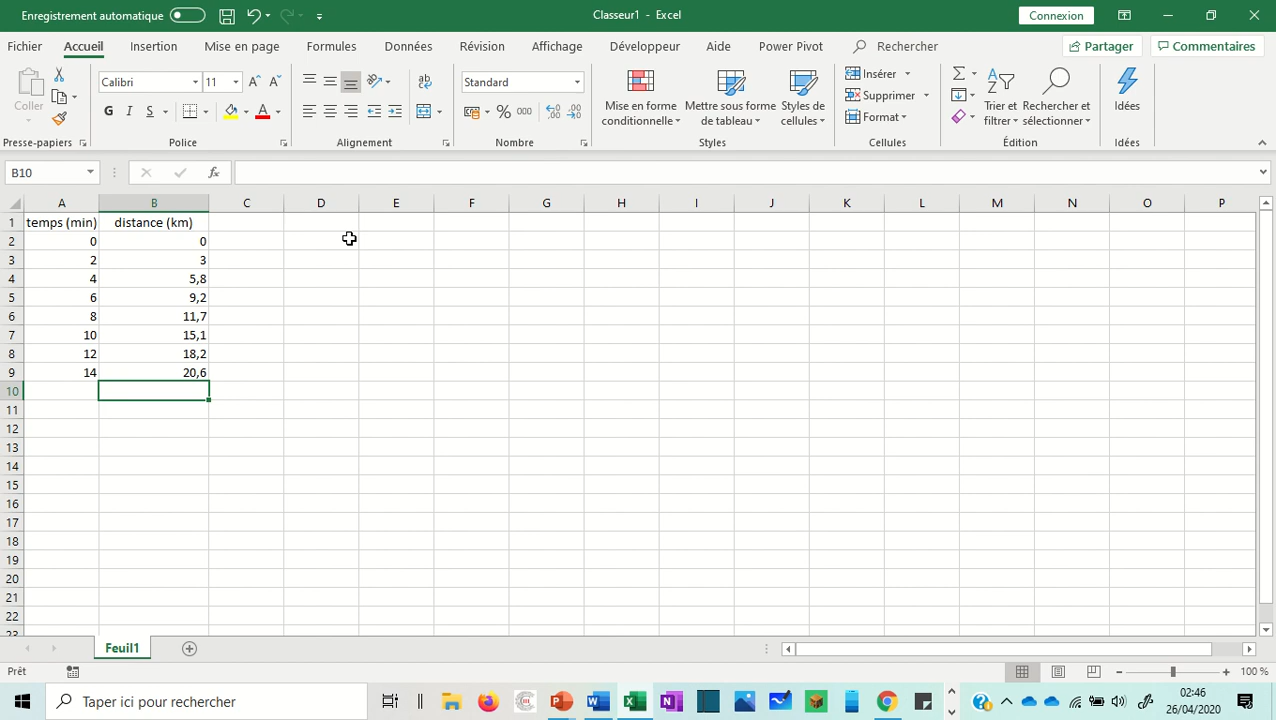 Enregistrement automatique
Classeur1 - Excel
Connexion
Fichier Accueil Insertion Mise en page Formules Données Révision Affichage Développeur Aide Power Pivot Rechercher Partager Commentaires
Coller
Calibri 11
Standard
Mise en forme conditionnelle
Mettre sous forme de tableau
Styles de cellules
Insérer
Supprimer
Format
Trier et filtrer
Rechercher et sélectionner
Idées
G I S A
% 000
Presse-papiers Police Alignement Nombre Styles Cellules Édition Idées
B10 fx
A B C D E F G H I J K L M N O P
1 temps (min) distance (km)
2 0 0
3 2 3
4 4 5,8
5 6 9,2
6 8 11,7
7 10 15,1
8 12 18,2
9 14 20,6
10
11
12
13
14
15
16
17
18
19
20
21
22
23
Feuil1
Prêt 100 %
Taper ici pour rechercher
02:46
26/04/2020